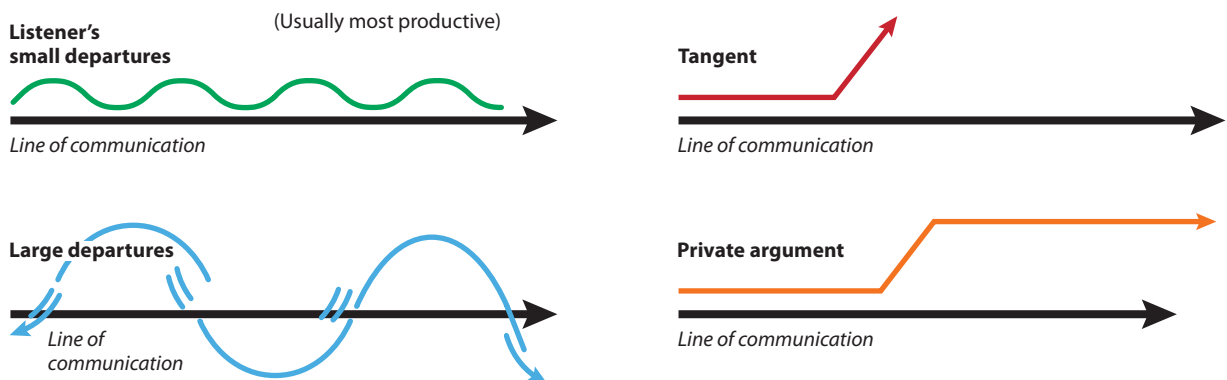 (Usually most productive)
Listener's
small departures
Line of communication
Tangent
Line of communication
Large departures
Line of
communication
Private argument
Line of communication